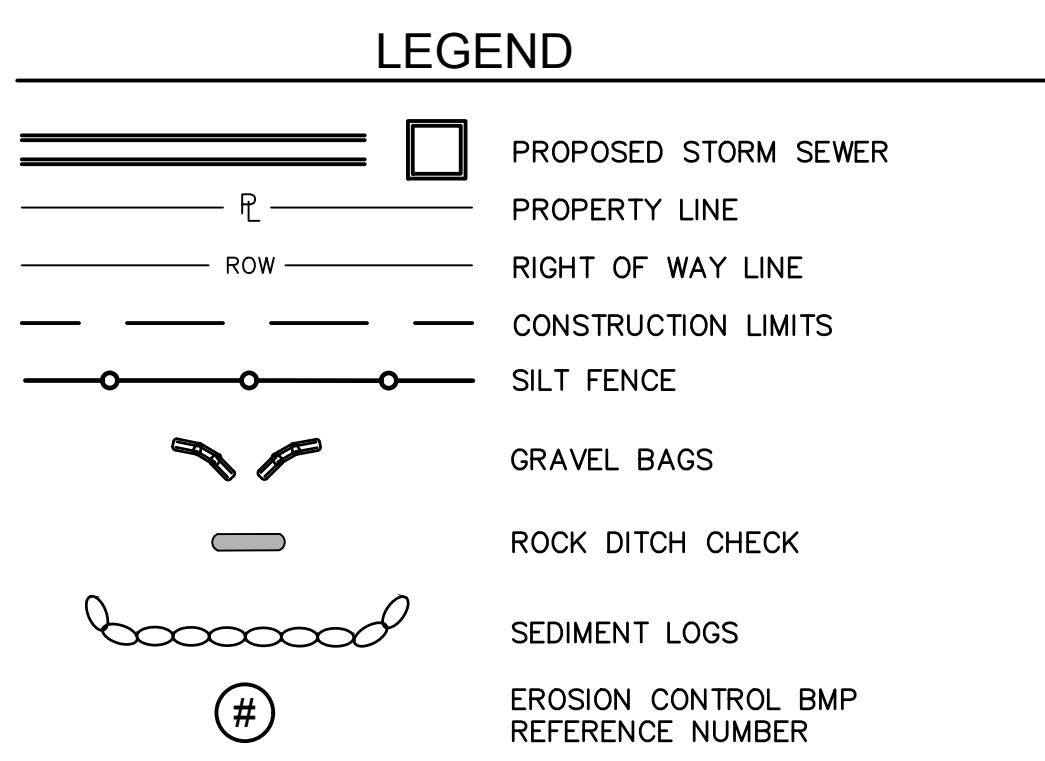 LEGEND
PROPOSED STORM SEWER
PL PROPERTY LINE
ROW RIGHT OF WAY LINE
CONSTRUCTION LIMITS
SILT FENCE
GRAVEL BAGS
ROCK DITCH CHECK
SEDIMENT LOGS
# EROSION CONTROL BMP
REFERENCE NUMBER